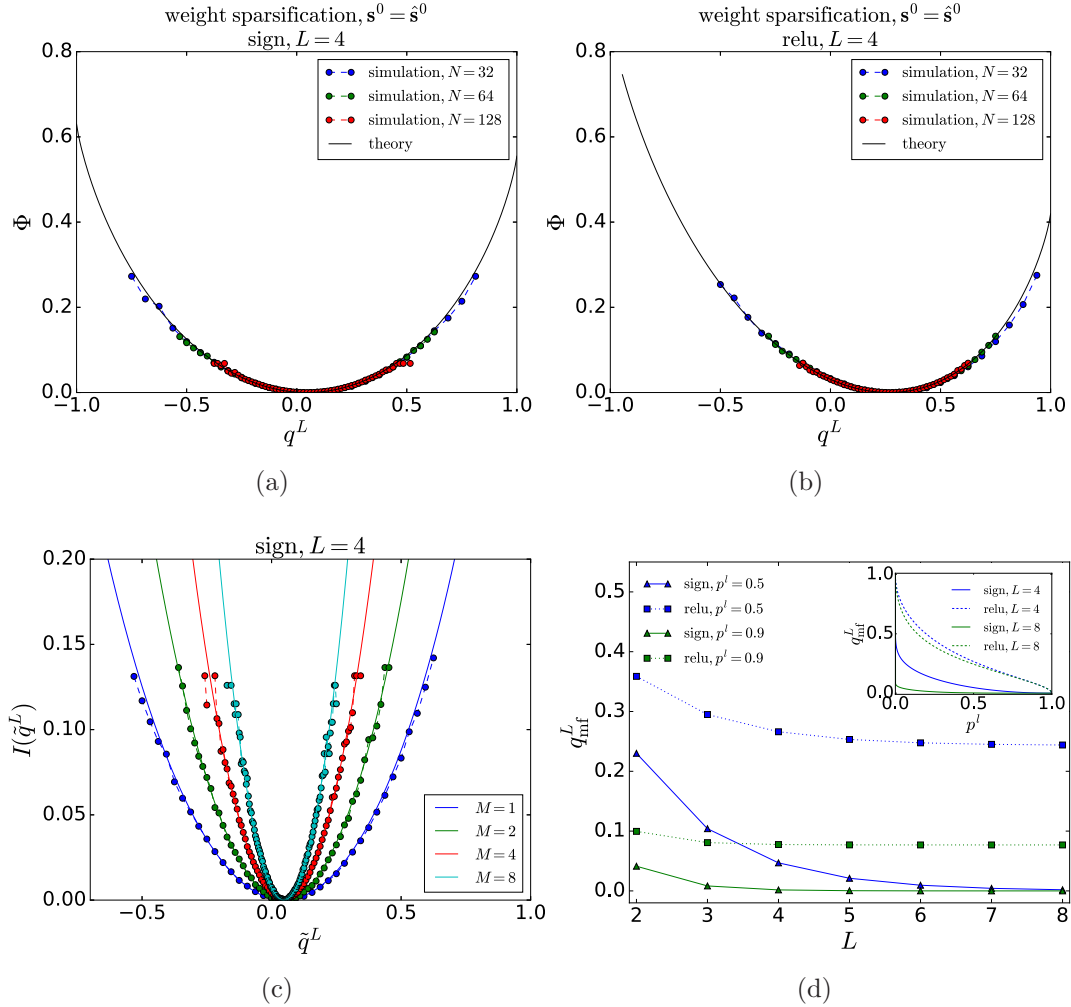 weight sparsification, s⁰ = ŝ⁰
sign, L = 4
0.8
0.6
0.4
0.2
0.0
Φ
simulation, N = 32
simulation, N = 64
simulation, N = 128
theory
−1.0 −0.5 0.0 0.5 1.0
q^L
(a)
weight sparsification, s⁰ = ŝ⁰
relu, L = 4
0.8
0.6
0.4
0.2
0.0
Φ
simulation, N = 32
simulation, N = 64
simulation, N = 128
theory
−1.0 −0.5 0.0 0.5 1.0
q^L
(b)
sign, L = 4
0.20
0.15
0.10
0.05
0.00
I(q̃^L)
M = 1
M = 2
M = 4
M = 8
−0.5 0.0 0.5 1.0
q̃^L
(c)
0.5
0.4
0.3
0.2
0.1
0.0
q^L_mf
sign, p^l = 0.5
relu, p^l = 0.5
sign, p^l = 0.9
relu, p^l = 0.9
1.0
0.5
0.0
q^L_mf
sign, L = 4
relu, L = 4
sign, L = 8
relu, L = 8
0.0 0.5 1.0
p^l
2 3 4 5 6 7 8
L
(d)